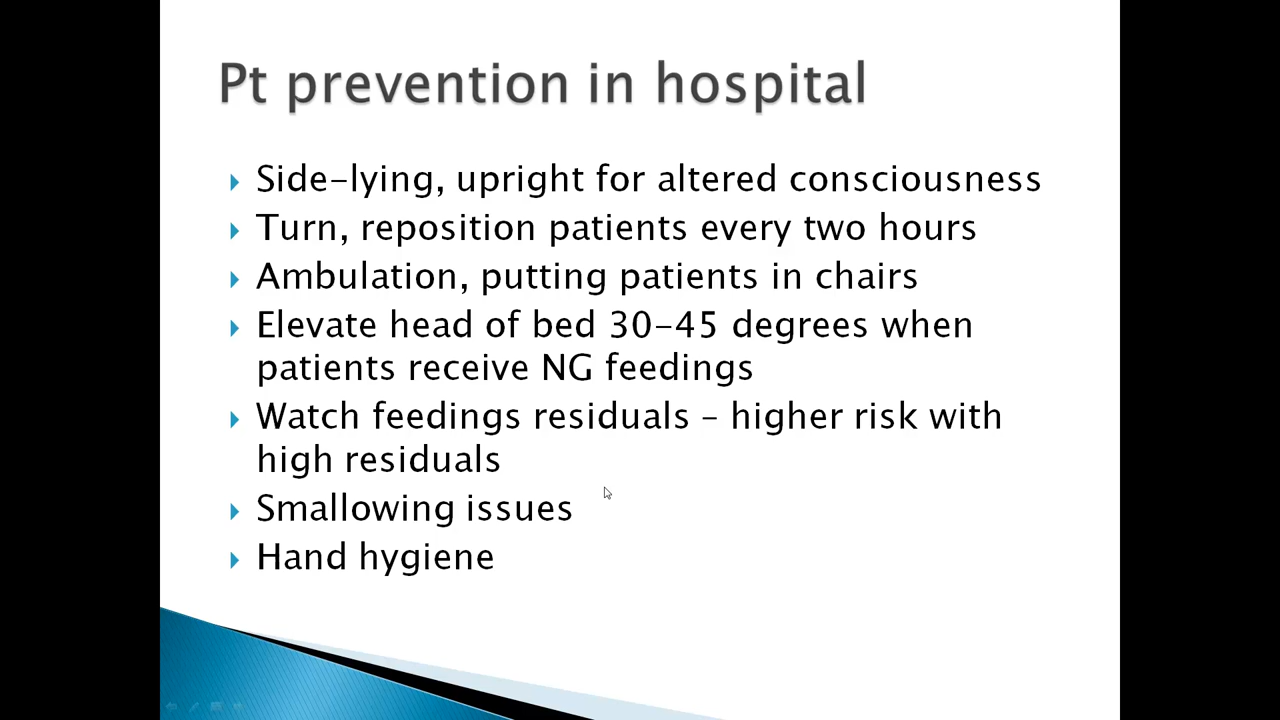 Pt prevention in hospital
Side-lying, upright for altered consciousness
Turn, reposition patients every two hours
Ambulation, putting patients in chairs
Elevate head of bed 30-45 degrees when
patients receive NG feedings
Watch feedings residuals – higher risk with
high residuals
Smallowing issues
Hand hygiene